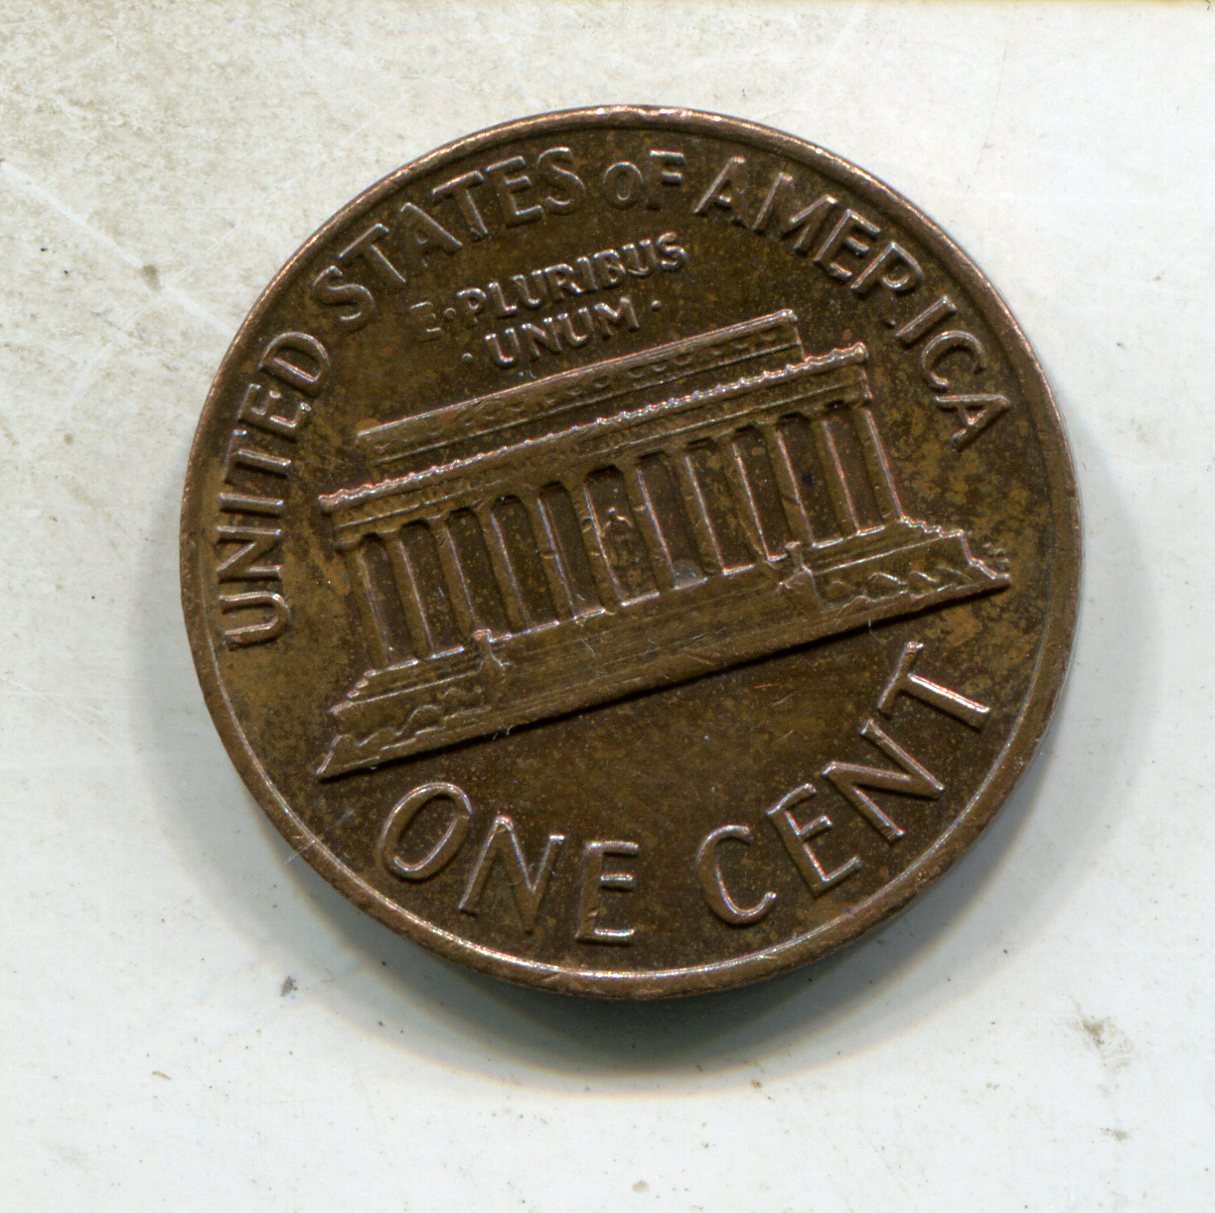 UNITED STATES OF AMERICA
E·PLURIBUS
·UNUM·
ONE CENT